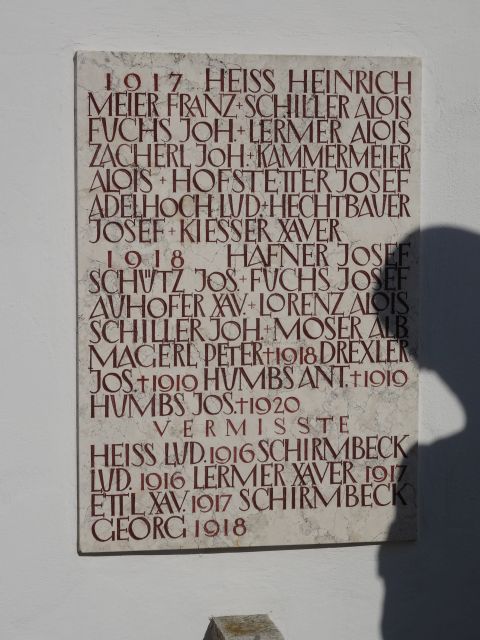 1917 HEISS HEINRICH
MEIER FRANZ+SCHILLER ALOIS
FUCHS JOH.+LERMER ALOIS
ZACHERL JOH+KAMMERMEIER
ALOIS+HOFSTETTER JOSEF
ADELHOCH LUD.+HECHTBAUER
JOSEF+KIESSER XAVER
1918 HAFNER JOSEF
SCHÜTZ JOS+FUCHS JOSEF
AUHOFER XAV+LORENZ ALOIS
SCHILLER JOH.+MOSER ALB.
MAGERL PETER+1918 DREXLER
JOS.+1919 HUMBS ANT.+1919
HUMBS JOS.+1920
VERMISSTE
HEISS LUD.1916 SCHIRMBECK
LUD. 1916 LERMER XAVER 1917
ETTL XAV. 1917 SCHIRMBECK
GEORG 1918